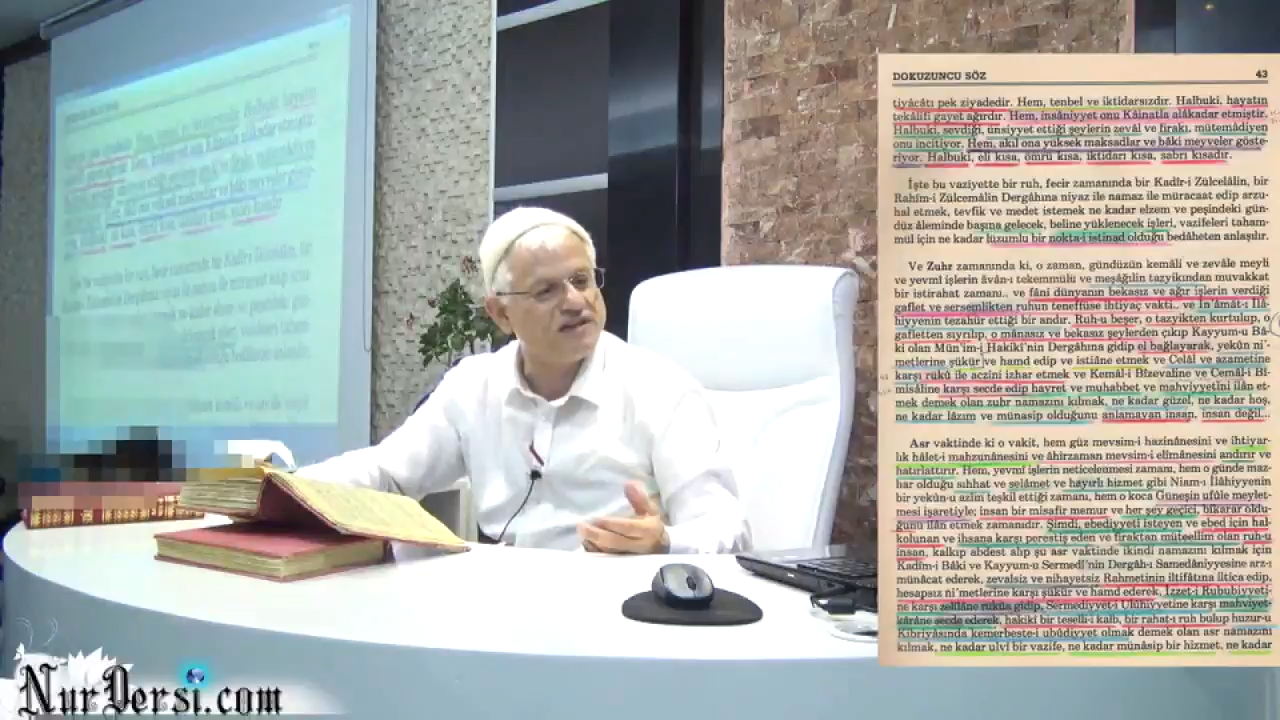 DOKUZUNCU SÖZ 43
tiyâcâtı pek ziyadedir. Hem, tenbel ve iktidarsızdır. Halbuki, hayatın
tekâlifi gayet ağırdır. Hem, insâniyyet onu Kâinatla alâkadar etmiştir.
Halbuki, sevdiği, ünsiyyet ettiği şeylerin zevâl ve firakı, mütemâdiyen
onu incitiyor. Hem, akıl ona yüksek maksadlar ve bâki meyveler göste-
riyor. Halbuki, eli kısa, ömrü kısa, iktidarı kısa, sabrı kısadır.
İşte bu vaziyette bir ruh, fecir zamanında bir Kadîr-i Zülcelâlin, bir
Rahîm-i Zülcemâlin Dergâhına niyaz ile namaz ile müracaat edip arzu-
hal etmek, tevfik ve medet istemek ne kadar elzem ve peşindeki gün-
düz âleminde başına gelecek, beline yüklenecek işleri, vazifeleri taham-
mül için ne kadar lüzumlu bir nokta-i istinad olduğu bedâheten anlaşılır.
Ve Zuhr zamanında ki, o zaman, gündüzün kemâli ve zevâle meyli
ve yevmî işlerin âvân-ı tekemmülü ve meşâğilin tazyikından muvakkat
bir istirahat zamanı.. ve fâni dünyanın bekasız ve ağır işlerin verdiği
gaflet ve sersemlikten ruhun teneffüse ihtiyaç vakti.. ve İn'âmât-ı İlâ-
hiyyenin tezahür ettiği bir andır. Ruh-u beşer, o tazyikten kurtulup, o
gafletten sıyrılıp, o mânasız ve bekasız şeylerden çıkıp Kayyum-u Bâ-
ki olan Mün'im-i Hakikî'nin Dergâhına gidip el bağlayarak, yekûn ni'-
metlerine şükür ve hamd edip ve istiâne etmek ve Celâl ve azametine
karşı rükû ile aczini izhar etmek ve Kemâl-i Bîzevaline ve Cemâl-i Bî-
misâline karşı secde edip hayret ve muhabbet ve mahviyyetini ilân et-
mek demek olan zuhr namazını kılmak, ne kadar güzel, ne kadar hoş,
ne kadar lâzım ve münasip olduğunu anlamayan insan, insan değil...
Asr vaktinde ki o vakit, hem güz mevsim-i hazinânesini ve ihtiyar-
lık hâlet-i mahzunânesini ve âhirzaman mevsim-i elîmânesini andırır ve
hatırlattırır. Hem, yevmî işlerin neticelenmesi zamanı, hem o günde maz-
har olduğu sıhhat ve selâmet ve hayırlı hizmet gibi Niam-ı İlâhiyyenin
bir yekûn-u azim teşkil ettiği zamanı, hem o koca Güneşin ufûle meylet-
mesi işaretiyle; insan bir misafir memur ve her şey geçici, bîkarar oldu-
ğunu ilân etmek zamanıdır. Şimdi, ebediyyeti isteyen ve ebed için hal-
kolunan ve ihsana karşı perestiş eden ve firaktan müteellim olan ruh-u
insan, kalkıp abdest alıp şu asr vaktinde ikindi namazını kılmak için
Kadîm-i Bâki ve Kayyum-u Sermedî'nin Dergâh-ı Samedâniyyesine arz-ı
münâcat ederek, zevalsiz ve nihayetsiz Rahmetinin iltifâtına iltica edip,
hesapsız ni'metlerine karşı şükür ve hamd ederek, İzzet-i Rububiyyeti-
ne karşı zelîlâne rükûa gidip, Sermediyyet-i Ulûhiyyetine karşı mahviyet-
kârâne secde ederek, hakikî bir teselli-i kalb, bir rahat-ı ruh bulup huzur-u
Kibriyâsında kemerbeste-i ubûdiyyet olmak demek olan asr namazını
kılmak, ne kadar ulvî bir vazife, ne kadar münâsip bir hizmet, ne kadar
NurDersi.com